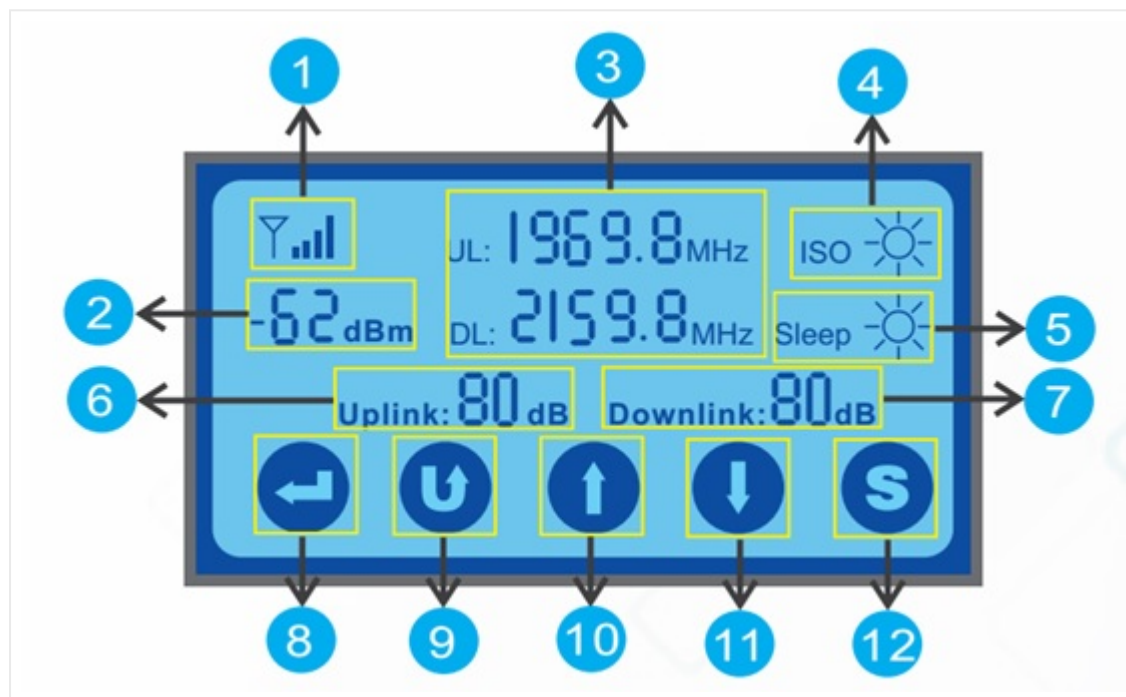 1
3
4
UL: 1969.8MHz
ISO
2
-62dBm
DL: 2159.8MHz
Sleep
5
6
Uplink: 80dB
Downlink: 80dB
7
S
8
9
10
11
12